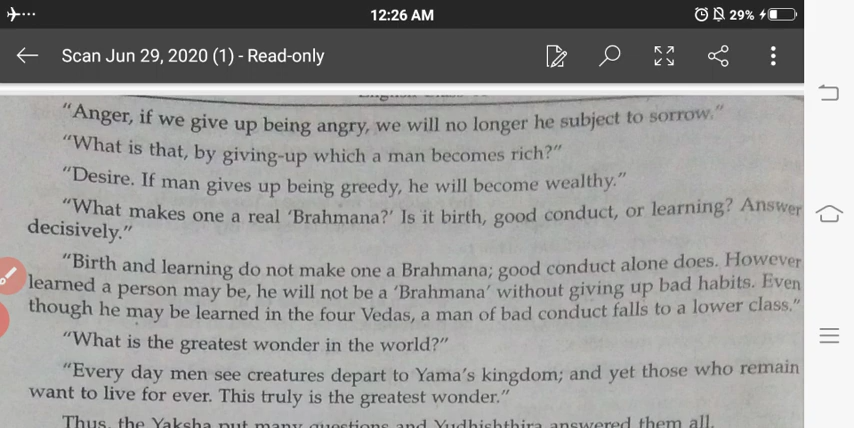 12:26 AM
29%
Scan Jun 29, 2020 (1) - Read-only
"Anger, if we give up being angry, we will no longer he subject to sorrow."
"What is that, by giving-up which a man becomes rich?"
"Desire. If man gives up being greedy, he will become wealthy."
"What makes one a real 'Brahmana?' Is it birth, good conduct, or learning? Answer
decisively."
"Birth and learning do not make one a Brahmana; good conduct alone does. However
learned a person may be, he will not be a 'Brahmana' without giving up bad habits. Even
though he may be learned in the four Vedas, a man of bad conduct falls to a lower class."
"What is the greatest wonder in the world?"
"Every day men see creatures depart to Yama's kingdom; and yet those who remain
want to live for ever. This truly is the greatest wonder."
Thus, the Yaksha put many questions and Yudhishthira answered them all.